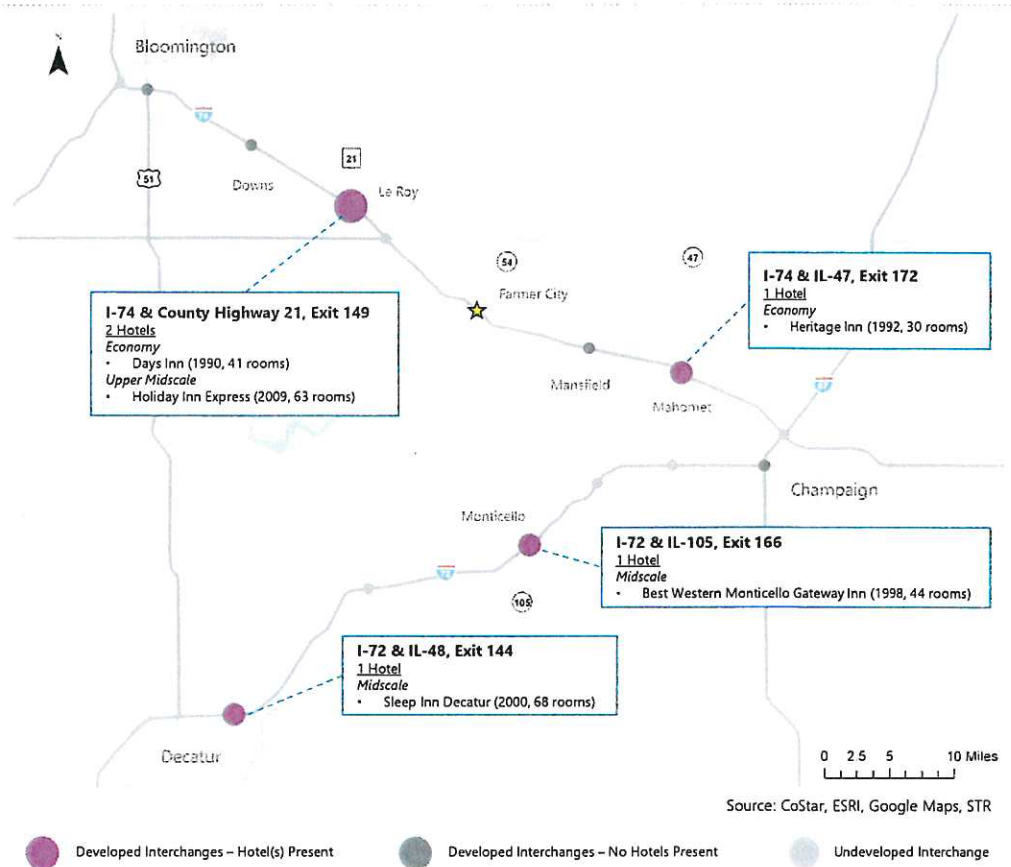 N
Bloomington
74
21
51
Downs
Le Roy
54
47
Farmer City
I-74 & IL-47, Exit 172
1 Hotel
Economy
• Heritage Inn (1992, 30 rooms)
I-74 & County Highway 21, Exit 149
2 Hotels
Economy
• Days Inn (1990, 41 rooms)
Upper Midscale
• Holiday Inn Express (2009, 63 rooms)
Mansfield
Mahomet
57
Champaign
Monticello
I-72 & IL-105, Exit 166
1 Hotel
Midscale
• Best Western Monticello Gateway Inn (1998, 44 rooms)
72
105
I-72 & IL-48, Exit 144
1 Hotel
Midscale
• Sleep Inn Decatur (2000, 68 rooms)
Decatur
0 2.5 5 10 Miles
Source: CoStar, ESRI, Google Maps, STR
Developed Interchanges – Hotel(s) Present
Developed Interchanges – No Hotels Present
Undeveloped Interchange